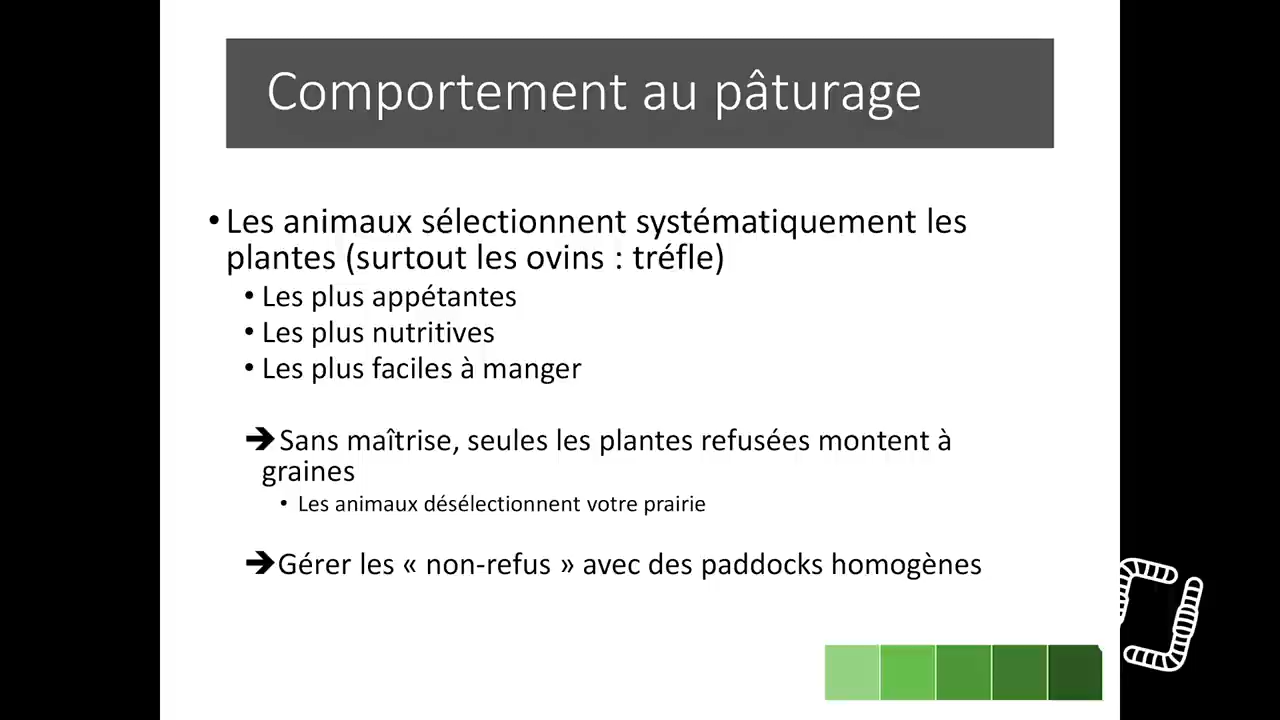 Comportement au pâturage
• Les animaux sélectionnent systématiquement les
plantes (surtout les ovins : tréfle)
• Les plus appétantes
• Les plus nutritives
• Les plus faciles à manger
➔Sans maîtrise, seules les plantes refusées montent à
graines
• Les animaux désélectionnent votre prairie
➔Gérer les « non-refus » avec des paddocks homogènes